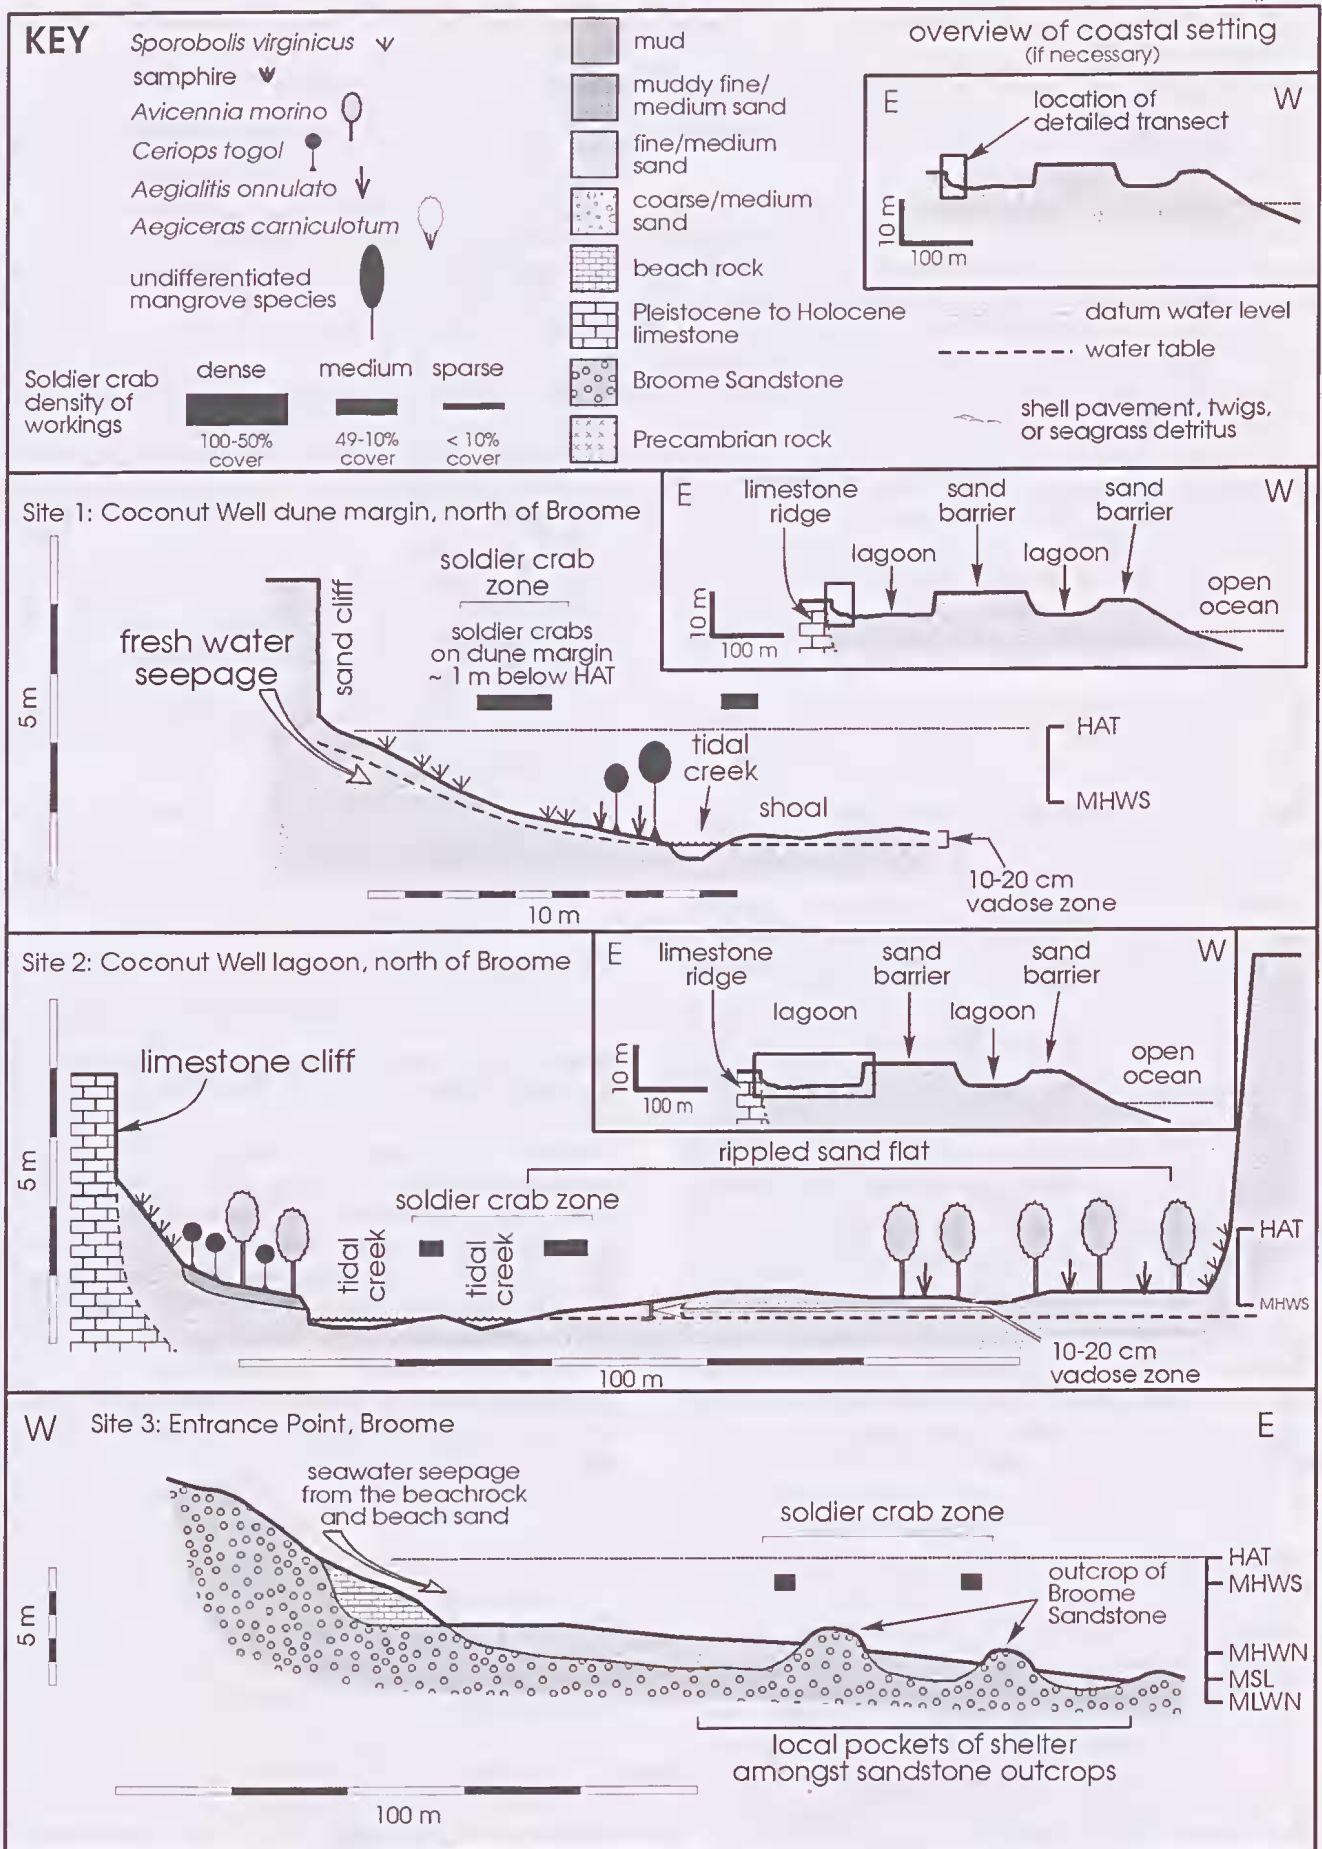 KEY
Sporobolis virginicus
samphire
Avicennia morino
Ceriops togol
Aegialitis onnulato
Aegiceras carniculotum
undifferentiated
mangrove species
Soldier crab
density of
workings
dense
medium
sparse
100-50%
cover
49-10%
cover
< 10%
cover
mud
muddy fine/
medium sand
fine/medium
sand
coarse/medium
sand
beach rock
Pleistocene to Holocene
limestone
Broome Sandstone
Precambrian rock
overview of coastal setting
(if necessary)
E
W
location of
detailed transect
10 m
100 m
datum water level
water table
shell pavement, twigs,
or seagrass detritus
Site 1: Coconut Well dune margin, north of Broome
E
W
limestone
ridge
sand
barrier
sand
barrier
lagoon
lagoon
open
ocean
10 m
100 m
5 m
sand cliff
fresh water
seepage
soldier crab
zone
soldier crabs
on dune margin
~ 1 m below HAT
tidal
creek
shoal
HAT
MHWS
10-20 cm
vadose zone
10 m
Site 2: Coconut Well lagoon, north of Broome
E
W
limestone
ridge
sand
barrier
sand
barrier
lagoon
lagoon
open
ocean
10 m
100 m
5 m
limestone cliff
rippled sand flat
soldier crab zone
tidal
creek
tidal
creek
HAT
MHWS
10-20 cm
vadose zone
100 m
W
Site 3: Entrance Point, Broome
E
seawater seepage
from the beachrock
and beach sand
soldier crab zone
outcrop of
Broome
Sandstone
HAT
MHWS
MHWN
MSL
MLWN
5 m
local pockets of shelter
amongst sandstone outcrops
100 m